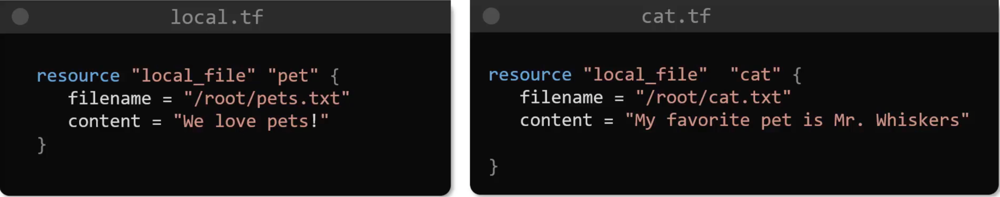 local.tf
resource "local_file" "pet" {
   filename = "/root/pets.txt"
   content = "We love pets!"
}
cat.tf
resource "local_file"  "cat" {
   filename = "/root/cat.txt"
   content = "My favorite pet is Mr. Whiskers"
}